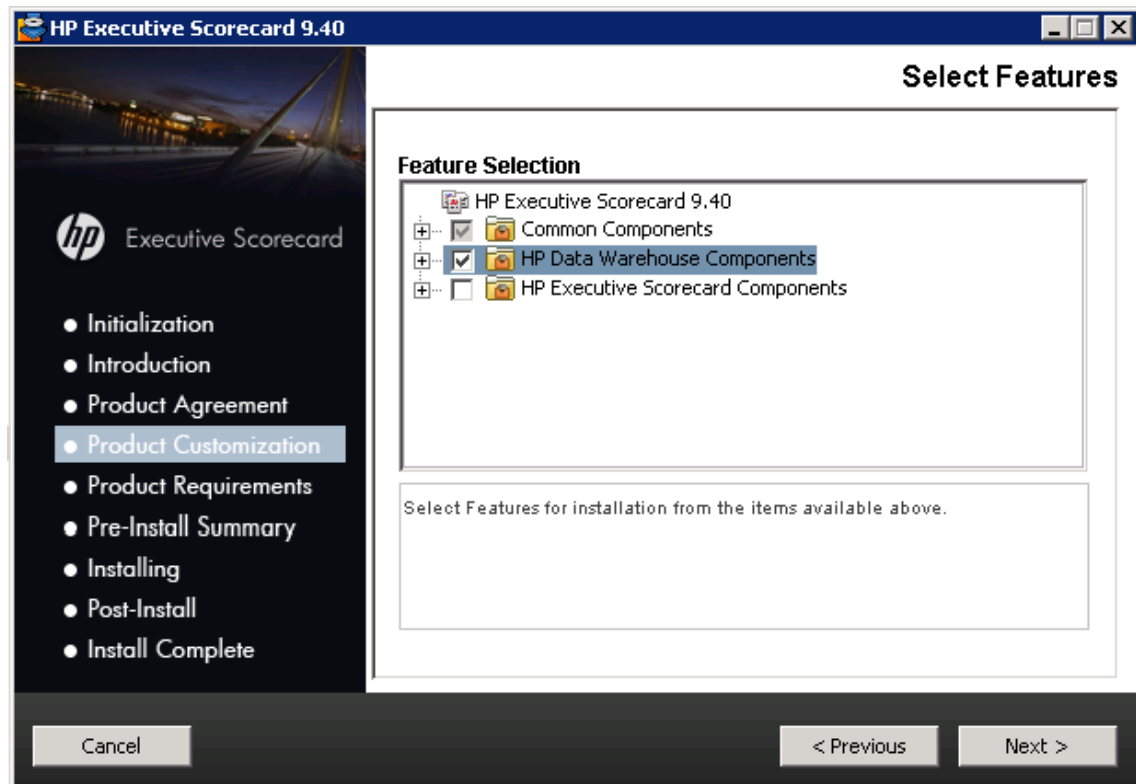 HP Executive Scorecard 9.40
Select Features
hp Executive Scorecard
Initialization
Introduction
Product Agreement
Product Customization
Product Requirements
Pre-Install Summary
Installing
Post-Install
Install Complete
Feature Selection
HP Executive Scorecard 9.40
Common Components
HP Data Warehouse Components
HP Executive Scorecard Components
Select Features for installation from the items available above.
Cancel
< Previous
Next >